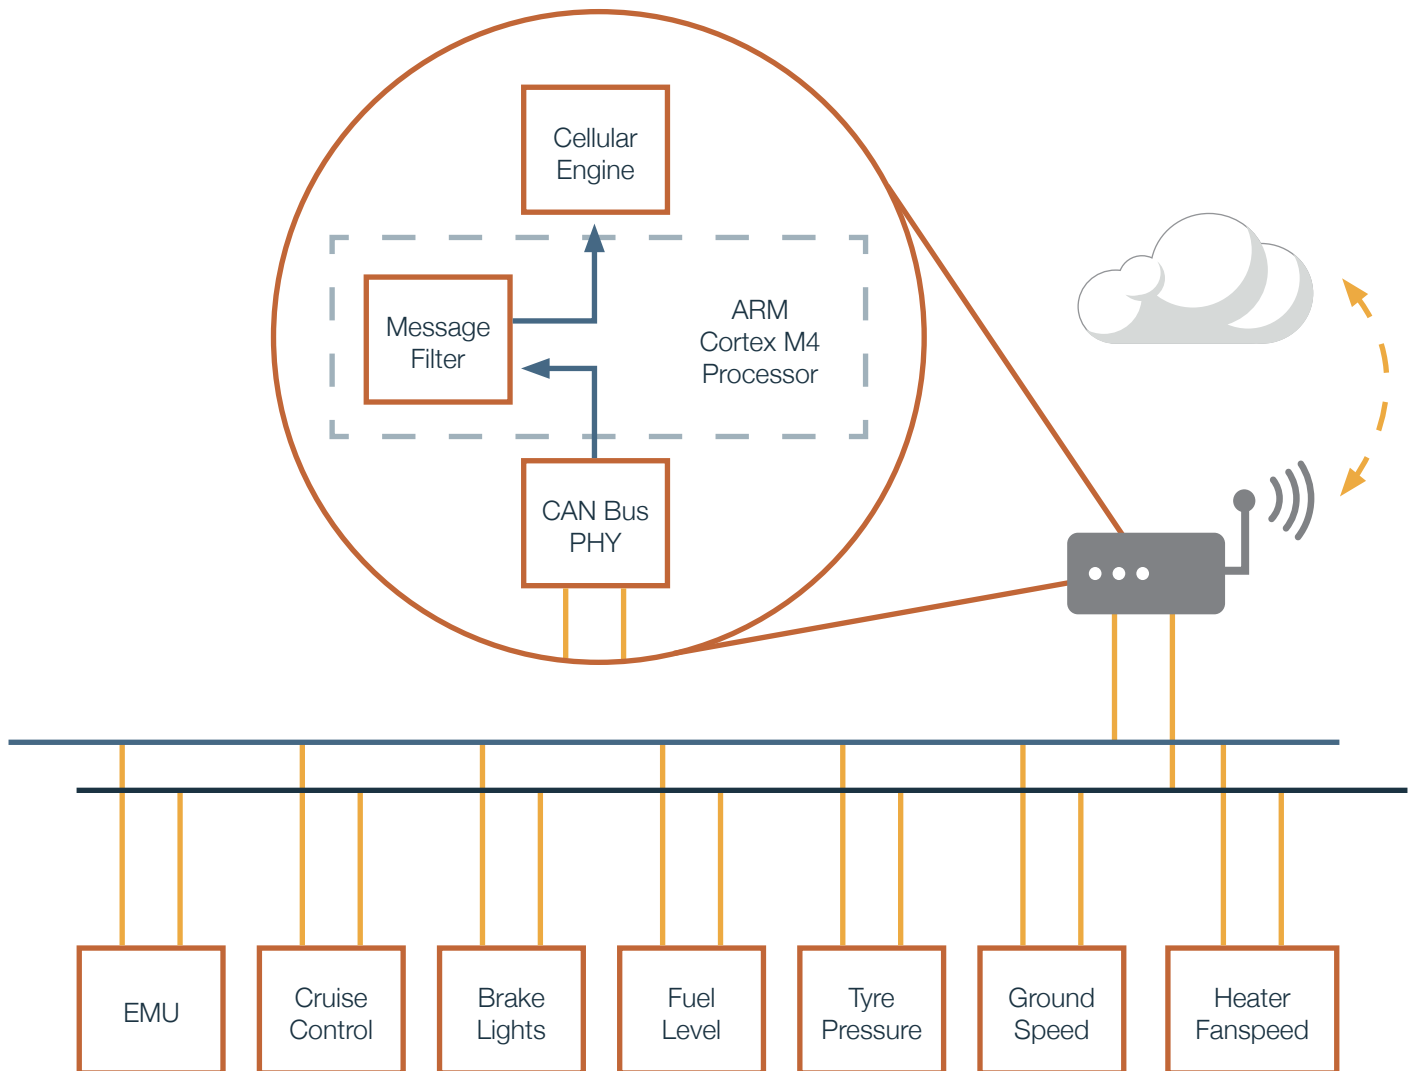 Cellular
Engine
Message
Filter
ARM
Cortex M4
Processor
CAN Bus
PHY
EMU
Cruise
Control
Brake
Lights
Fuel
Level
Tyre
Pressure
Ground
Speed
Heater
Fanspeed